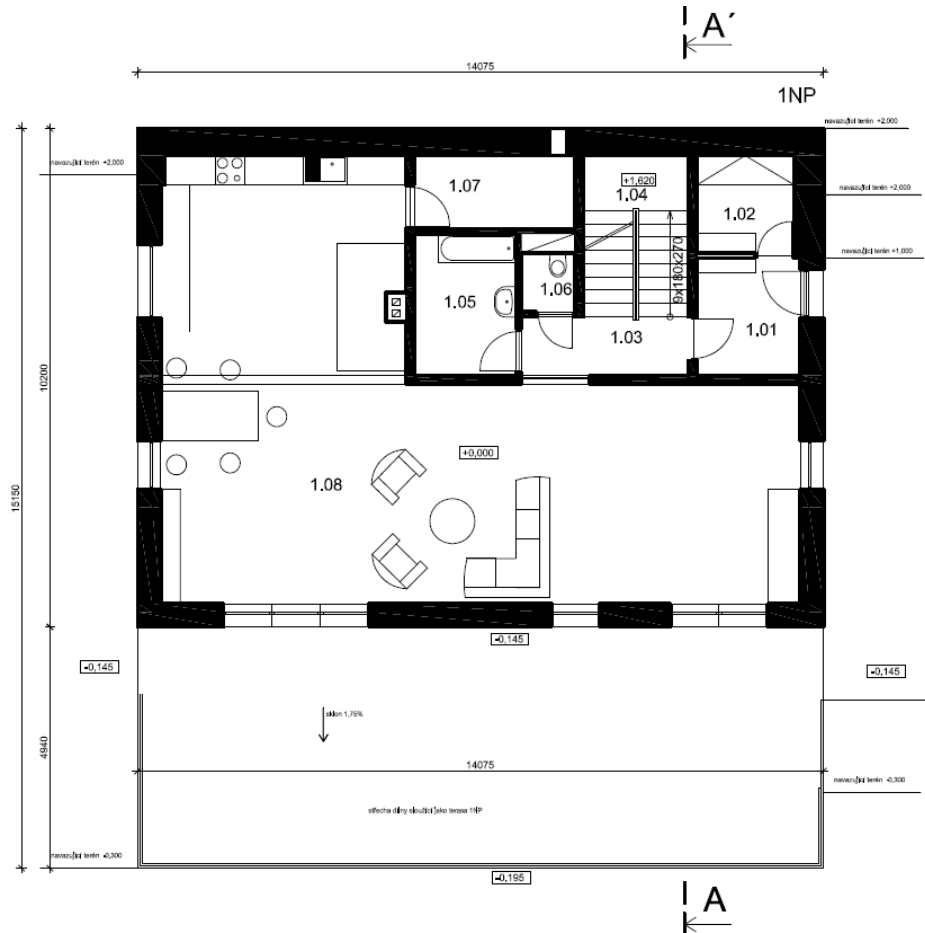 A´
14075
1NP
navazující terén +2,000
navazující terén +2,000
navazující terén +2,000
navazující terén +1,000
1.07
+1,620
1.04
1.02
9x180x270
1.05
1.06
1.03
1.01
10200
15150
+0,000
1.08
-0,145
-0,145
-0,145
4940
sklon 1,75%
14075
navazující terén -0,300
střecha dílny sloužící jako terasa 1NP
navazující terén -0,300
-0,195
A